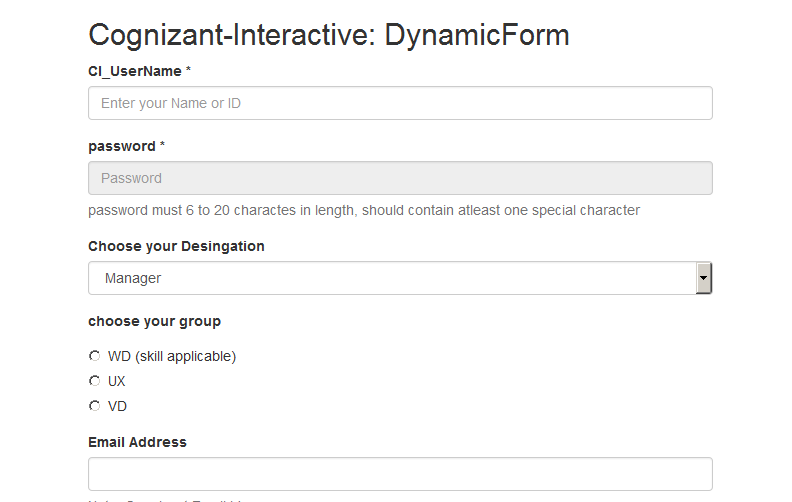 Cognizant-Interactive: DynamicForm
CI_UserName *
Enter your Name or ID
password *
Password
password must 6 to 20 charactes in length, should contain atleast one special character
Choose your Desingation
Manager
choose your group
WD (skill applicable)
UX
VD
Email Address